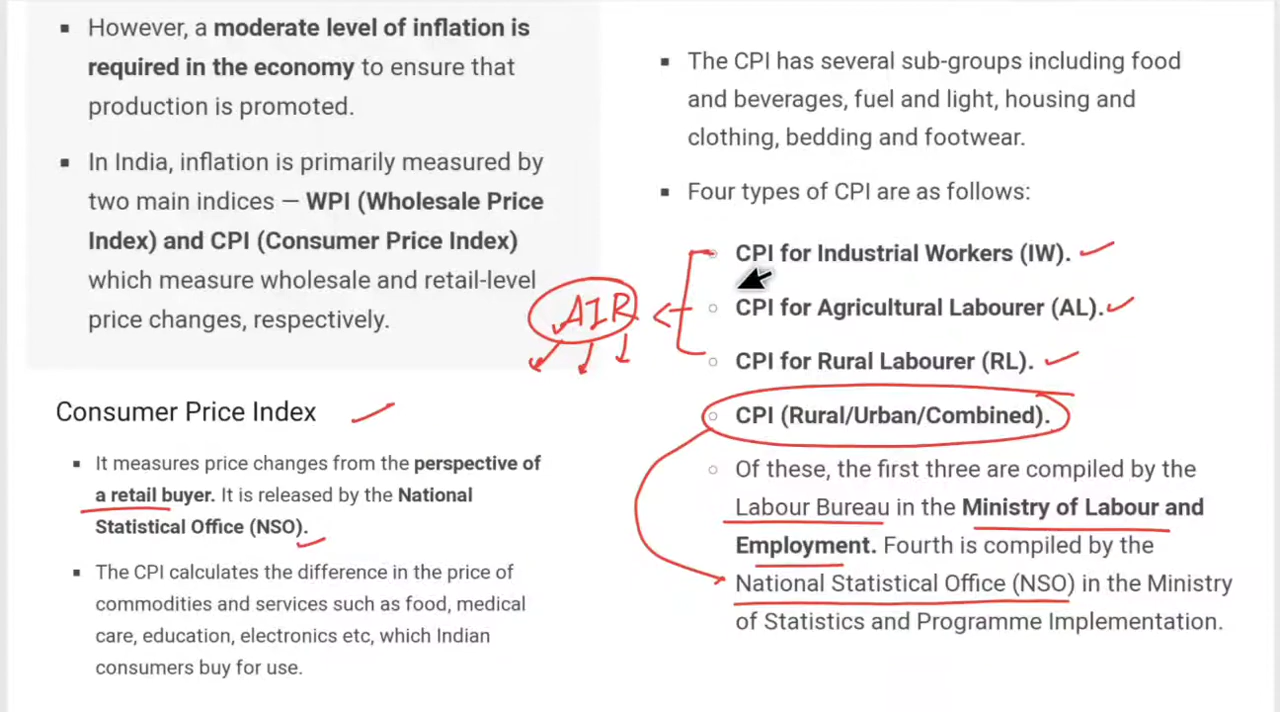 However, a moderate level of inflation is
required in the economy to ensure that
production is promoted.
In India, inflation is primarily measured by
two main indices — WPI (Wholesale Price
Index) and CPI (Consumer Price Index)
which measure wholesale and retail-level
price changes, respectively.
Consumer Price Index
It measures price changes from the perspective of
a retail buyer. It is released by the National
Statistical Office (NSO).
The CPI calculates the difference in the price of
commodities and services such as food, medical
care, education, electronics etc, which Indian
consumers buy for use.
The CPI has several sub-groups including food
and beverages, fuel and light, housing and
clothing, bedding and footwear.
Four types of CPI are as follows:
CPI for Industrial Workers (IW).
CPI for Agricultural Labourer (AL).
AIR
CPI for Rural Labourer (RL).
CPI (Rural/Urban/Combined).
Of these, the first three are compiled by the
Labour Bureau in the Ministry of Labour and
Employment. Fourth is compiled by the
National Statistical Office (NSO) in the Ministry
of Statistics and Programme Implementation.